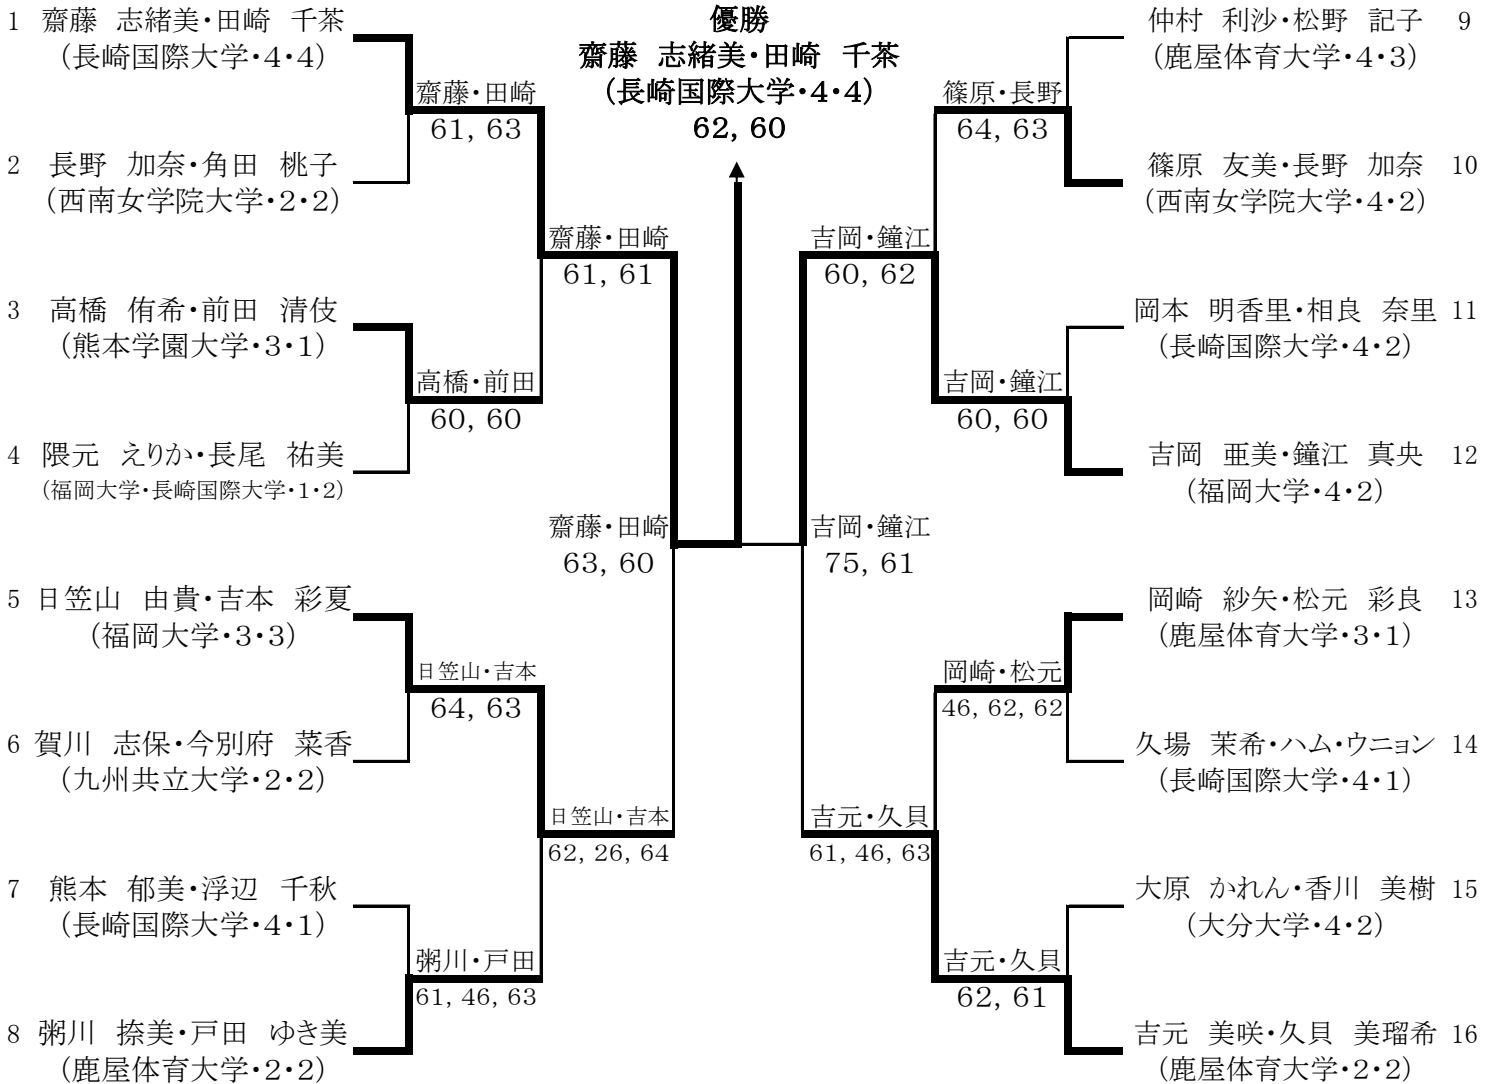 優勝
齋藤 志緒美・田崎 千茶
(長崎国際大学・4・4)
62, 60
1 齋藤 志緒美・田崎 千茶
(長崎国際大学・4・4)
齋藤・田崎
61, 63
2 長野 加奈・角田 桃子
(西南女学院大学・2・2)
齋藤・田崎
61, 61
3 高橋 侑希・前田 清伎
(熊本学園大学・3・1)
高橋・前田
60, 60
4 隈元 えりか・長尾 祐美
(福岡大学・長崎国際大学・1・2)
齋藤・田崎
63, 60
5 日笠山 由貴・吉本 彩夏
(福岡大学・3・3)
日笠山・吉本
64, 63
6 賀川 志保・今別府 菜香
(九州共立大学・2・2)
日笠山・吉本
62, 26, 64
7 熊本 郁美・浮辺 千秋
(長崎国際大学・4・1)
粥川・戸田
61, 46, 63
8 粥川 捺美・戸田 ゆき美
(鹿屋体育大学・2・2)
仲村 利沙・松野 記子 9
(鹿屋体育大学・4・3)
篠原・長野
64, 63
篠原 友美・長野 加奈 10
(西南女学院大学・4・2)
吉岡・鐘江
60, 62
岡本 明香里・相良 奈里 11
(長崎国際大学・4・2)
吉岡・鐘江
60, 60
吉岡 亜美・鐘江 真央 12
(福岡大学・4・2)
吉岡・鐘江
75, 61
岡崎 紗矢・松元 彩良 13
(鹿屋体育大学・3・1)
岡崎・松元
46, 62, 62
久場 茉希・ハム・ウニョン 14
(長崎国際大学・4・1)
吉元・久貝
61, 46, 63
大原 かれん・香川 美樹 15
(大分大学・4・2)
吉元・久貝
62, 61
吉元 美咲・久貝 美瑠希 16
(鹿屋体育大学・2・2)